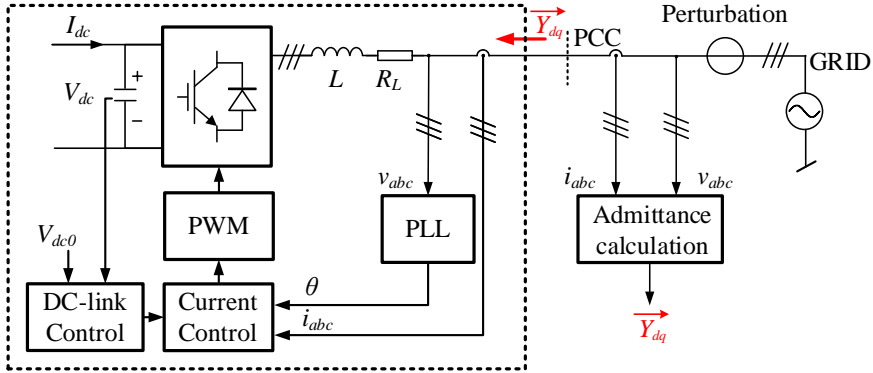 I_dc
Y_dq
PCC
Perturbation
GRID
V_dc
+
−
L
R_L
v_abc
i_abc
v_abc
PWM
PLL
Admittance
calculation
V_dc0
DC-link
Control
Current
Control
θ
i_abc
Y_dq